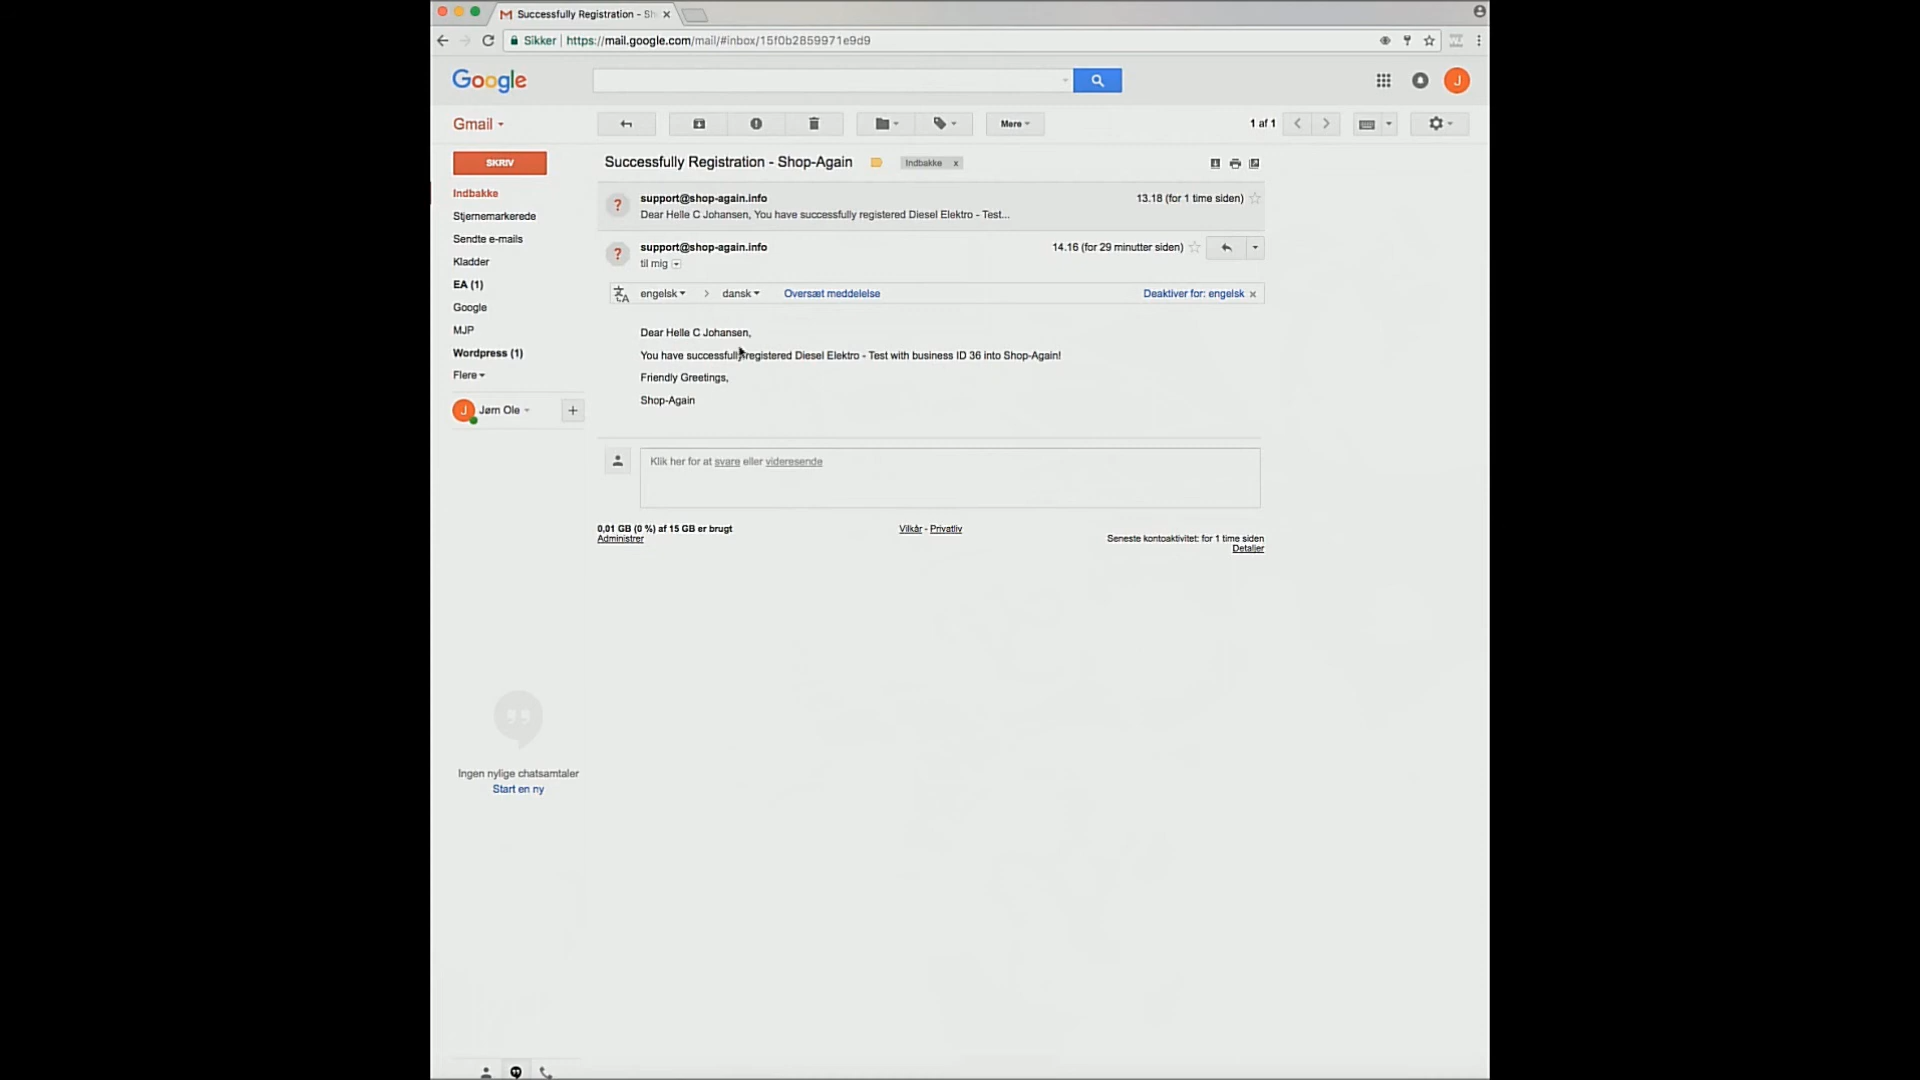 Successfully Registration - Sh
Sikker | https://mail.google.com/mail/#inbox/15f0b2859971e9d9
Google
J
Gmail
Mere
1 af 1
SKRIV
Successfully Registration - Shop-Again
Indbakke x
Indbakke
Stjernemarkerede
Sendte e-mails
Kladder
EA (1)
Google
MJP
Wordpress (1)
Flere
J Jørn Ole +
support@shop-again.info 13.18 (for 1 time siden)
Dear Helle C Johansen, You have successfully registered Diesel Elektro - Test...
support@shop-again.info 14.16 (for 29 minutter siden)
til mig
engelsk > dansk Oversæt meddelelse Deaktiver for: engelsk x
Dear Helle C Johansen,
You have successfully registered Diesel Elektro - Test with business ID 36 into Shop-Again!
Friendly Greetings,
Shop-Again
Klik her for at svare eller videresende
0,01 GB (0 %) af 15 GB er brugt
Administrer
Vilkår - Privatliv
Seneste kontoaktivitet: for 1 time siden
Detaljer
Ingen nylige chatsamtaler
Start en ny